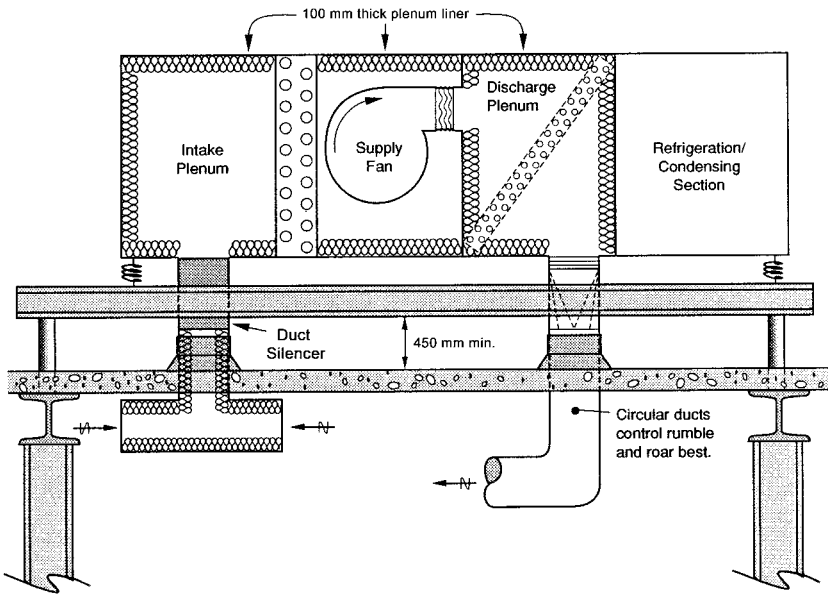 100 mm thick plenum liner
Intake
Plenum
Supply
Fan
Discharge
Plenum
Refrigeration/
Condensing
Section
Duct
Silencer
450 mm min.
Circular ducts
control rumble
and roar best.